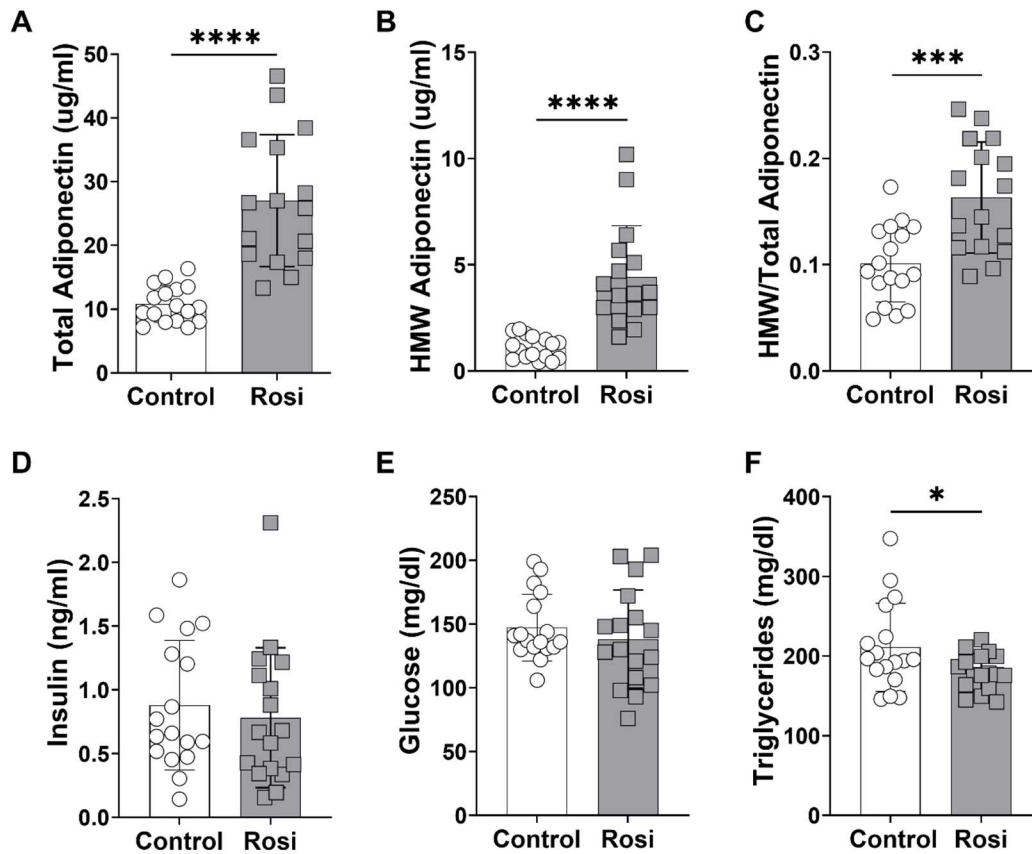 A
Total Adiponectin (ug/ml)
50
40
30
20
10
0
****
Control Rosi
B
HMW Adiponectin (ug/ml)
15
10
5
0
****
Control Rosi
C
HMW/Total Adiponectin
0.3
0.2
0.1
0.0
***
Control Rosi
D
Insulin (ng/ml)
2.5
2.0
1.5
1.0
0.5
0.0
Control Rosi
E
Glucose (mg/dl)
250
200
150
100
50
0
Control Rosi
F
Triglycerides (mg/dl)
400
300
200
100
0
*
Control Rosi